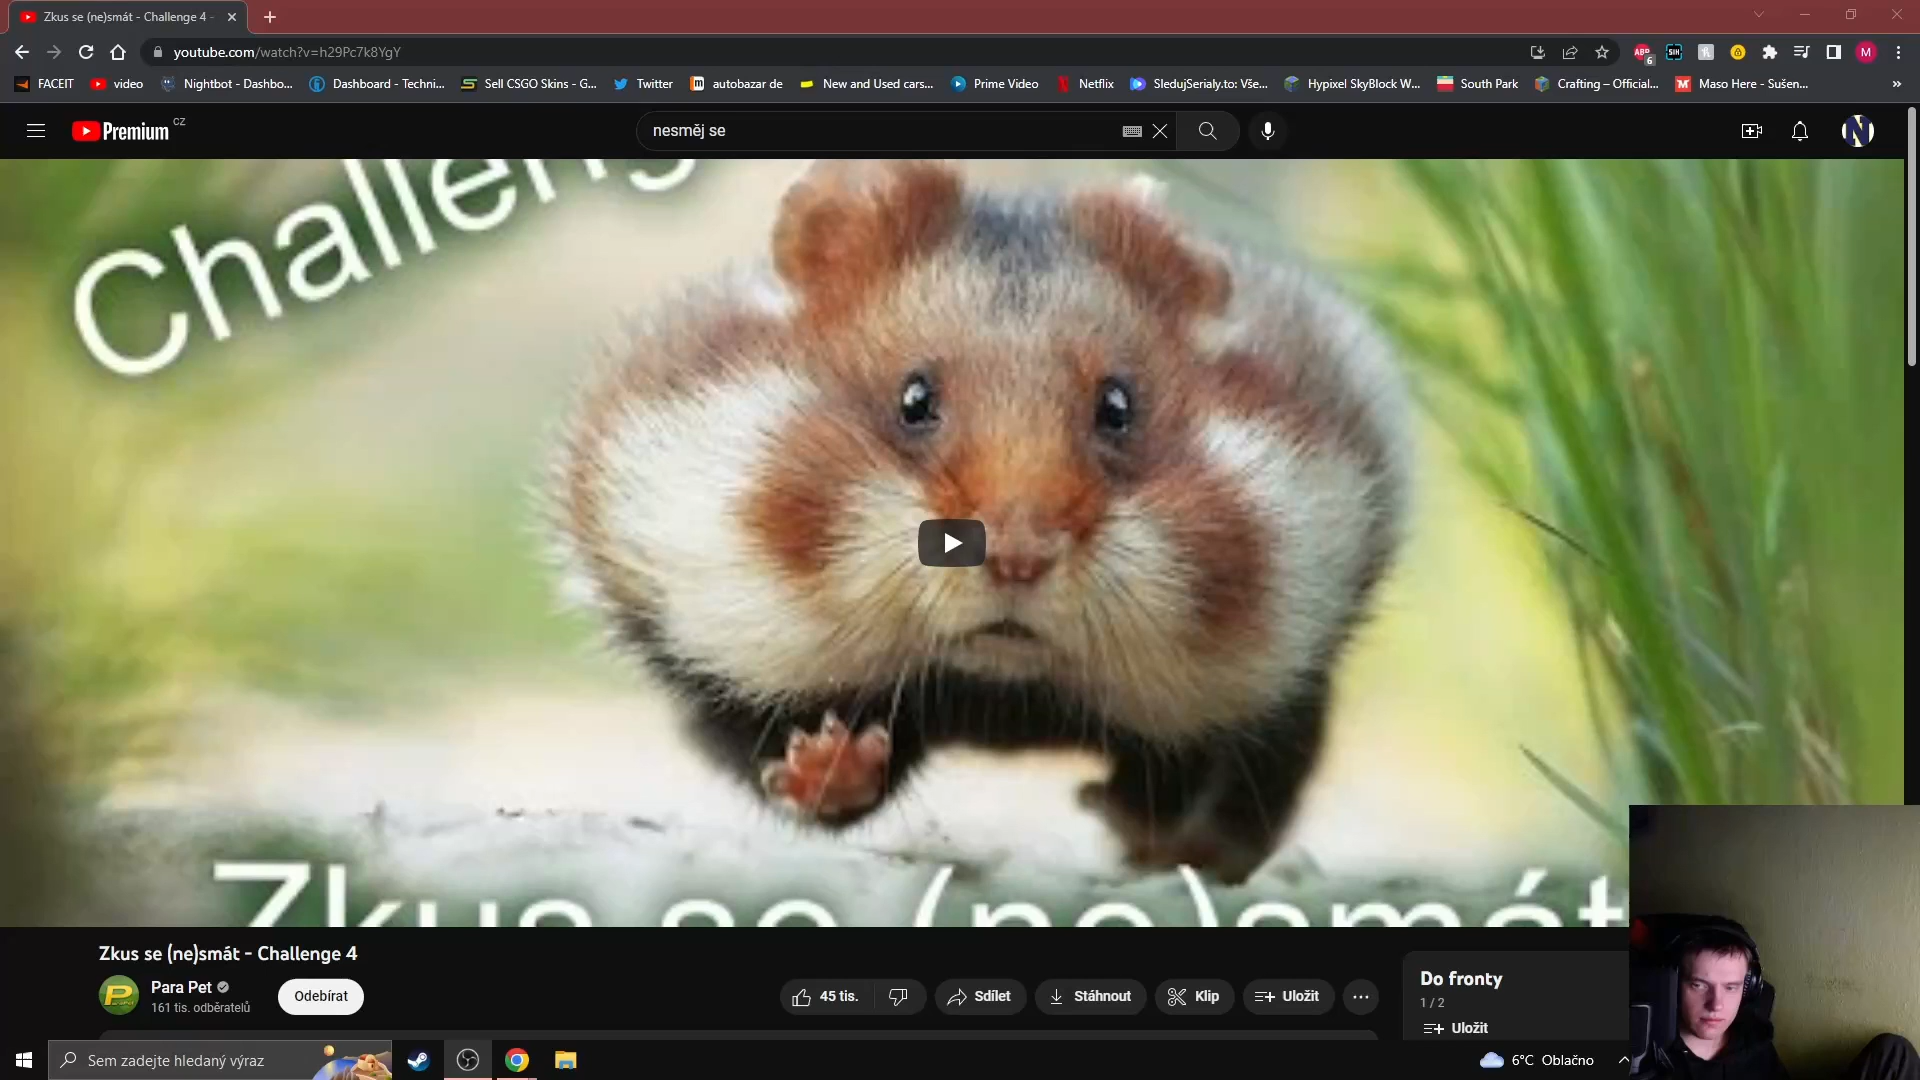 Zkus se (ne)smát - Challenge 4 -
youtube.com/watch?v=h29Pc7k8YgY
ABP
6
SIH
M
FACEIT
video
Nightbot - Dashbo...
Dashboard - Techni...
Sell CSGO Skins - G...
Twitter
autobazar de
New and Used cars...
Prime Video
Netflix
SledujSerialy.to: Vše...
Hypixel SkyBlock W...
South Park
Crafting – Official...
Maso Here - Sušen...
Premium CZ
nesměj se
N
Challeng
Zkus se (ne)smát
Zkus se (ne)smát - Challenge 4
Para Pet
161 tis. odběratelů
Odebírat
45 tis.
Sdílet
Stáhnout
Klip
Uložit
Do fronty
1 / 2
Uložit
Sem zadejte hledaný výraz
6°C Oblačno